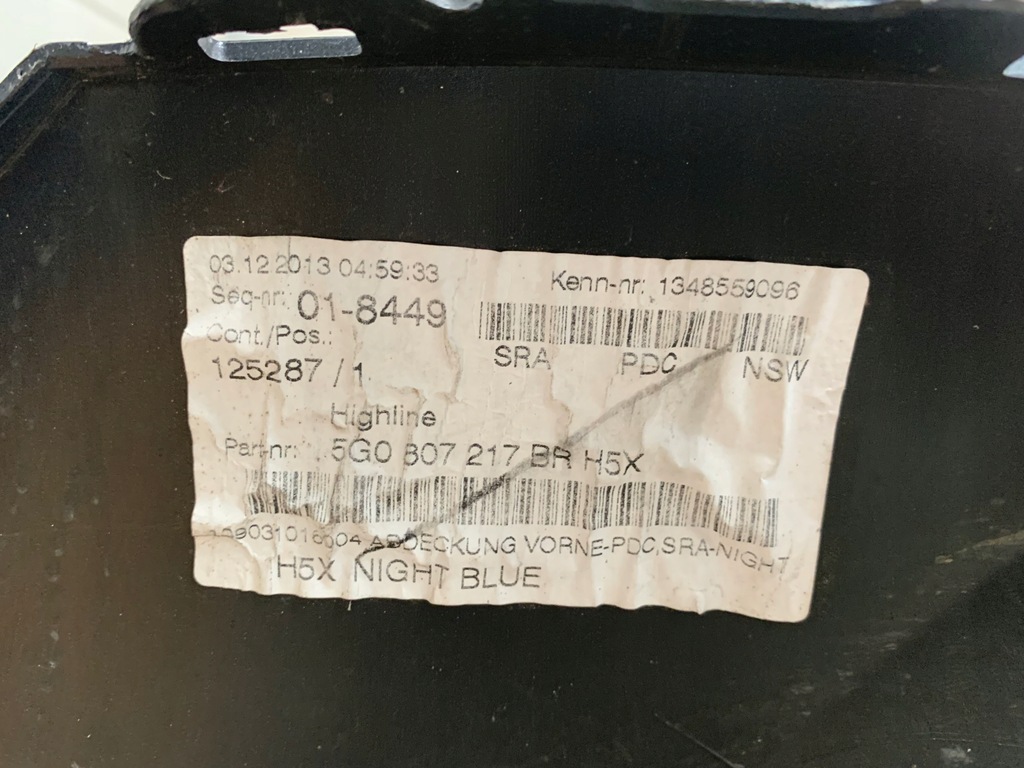 03.12.2013 04:59:33
Kenn-nr: 1348559096
Seq-nr: 01-8449
Cont./Pos.:
SRA PDC NSW
125287 / 1
Highline
Part-nr: 5G0 807 217 BR H5X
ABDECKUNG VORNE-PDC,SRA-NIGHT
H5X NIGHT BLUE